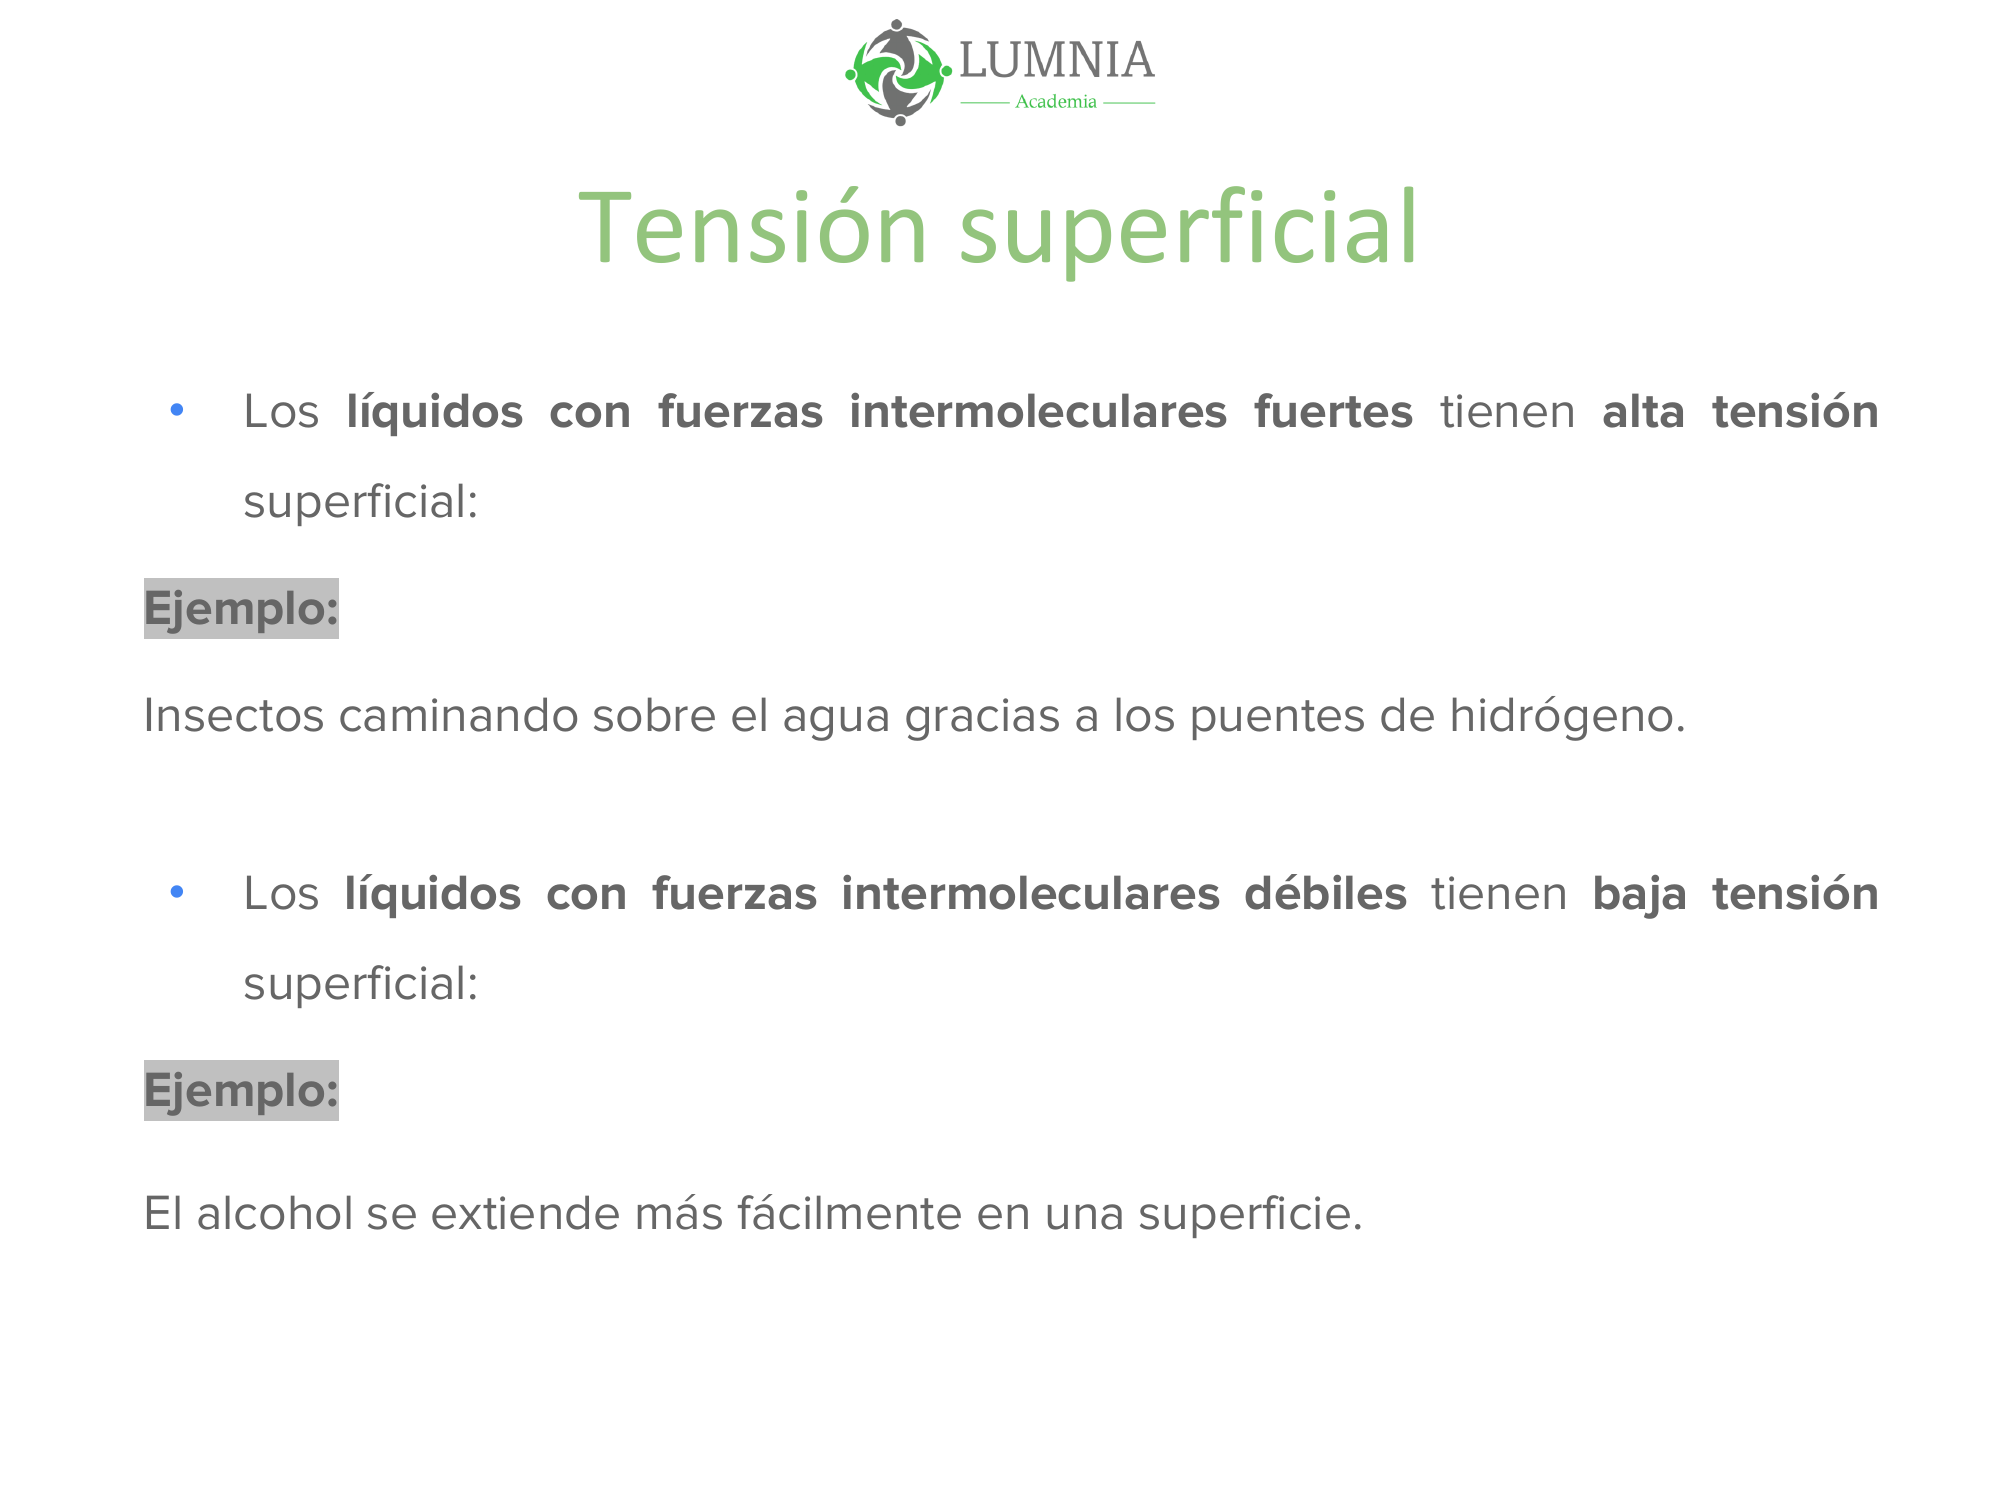 LUMNIA
Academia
Tensión superficial
• Los líquidos con fuerzas intermoleculares fuertes tienen alta tensión
superficial:
Ejemplo:
Insectos caminando sobre el agua gracias a los puentes de hidrógeno.
• Los líquidos con fuerzas intermoleculares débiles tienen baja tensión
superficial:
Ejemplo:
El alcohol se extiende más fácilmente en una superficie.